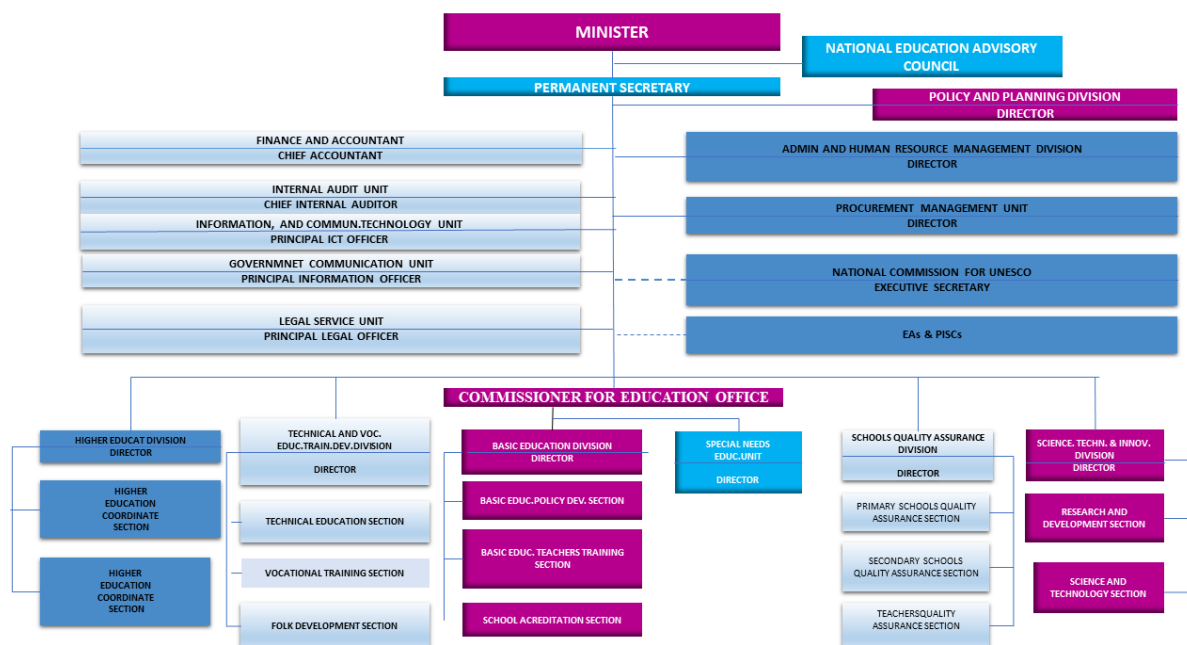 MINISTER
NATIONAL EDUCATION ADVISORY
COUNCIL
PERMANENT SECRETARY
POLICY AND PLANNING DIVISION
DIRECTOR
FINANCE AND ACCOUNTANT
CHIEF ACCOUNTANT
ADMIN AND HUMAN RESOURCE MANAGEMENT DIVISION
DIRECTOR
INTERNAL AUDIT UNIT
CHIEF INTERNAL AUDITOR
PROCUREMENT MANAGEMENT UNIT
DIRECTOR
INFORMATION, AND COMMUN.TECHNOLOGY UNIT
PRINCIPAL ICT OFFICER
GOVERNMNET COMMUNICATION UNIT
PRINCIPAL INFORMATION OFFICER
NATIONAL COMMISSION FOR UNESCO
EXECUTIVE SECRETARY
LEGAL SERVICE UNIT
PRINCIPAL LEGAL OFFICER
EAs & PISCs
COMMISSIONER FOR EDUCATION OFFICE
HIGHER EDUCAT DIVISION
DIRECTOR
HIGHER
EDUCATION
COORDINATE
SECTION
HIGHER
EDUCATION
COORDINATE
SECTION
TECHNICAL AND VOC.
EDUC.TRAIN.DEV.DIVISION
DIRECTOR
TECHNICAL EDUCATION SECTION
VOCATIONAL TRAINING SECTION
FOLK DEVELOPMENT SECTION
BASIC EDUCATION DIVISION
DIRECTOR
BASIC EDUC.POLICY DEV. SECTION
BASIC EDUC. TEACHERS TRAINING
SECTION
SCHOOL ACREDITATION SECTION
SPECIAL NEEDS
EDUC.UNIT
DIRECTOR
SCHOOLS QUALITY ASSURANCE
DIVISION
DIRECTOR
PRIMARY SCHOOLS QUALITY
ASSURANCE SECTION
SECONDARY SCHOOLS
QUALITY ASSURANCE SECTION
TEACHERSQUALITY
ASSURANCE SECTION
SCIENCE. TECHN. & INNOV.
DIVISION
DIRECTOR
RESEARCH AND
DEVELOPMENT SECTION
SCIENCE AND
TECHNOLOGY SECTION